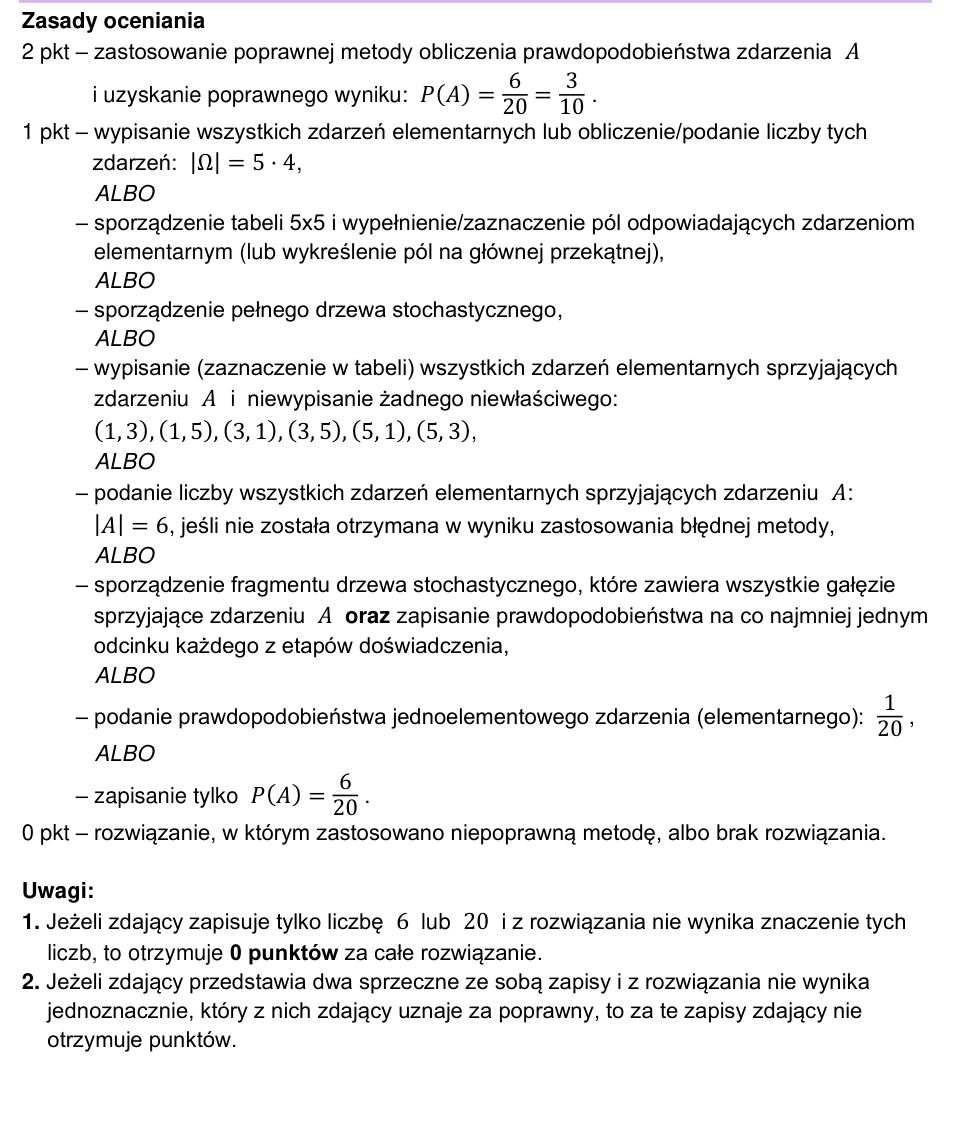 Zasady oceniania
2 pkt – zastosowanie poprawnej metody obliczenia prawdopodobieństwa zdarzenia A
i uzyskanie poprawnego wyniku: P(A) = 6/20 = 3/10 .
1 pkt – wypisanie wszystkich zdarzeń elementarnych lub obliczenie/podanie liczby tych
zdarzeń: |Ω| = 5 · 4,
ALBO
– sporządzenie tabeli 5x5 i wypełnienie/zaznaczenie pól odpowiadających zdarzeniom
elementarnym (lub wykreślenie pól na głównej przekątnej),
ALBO
– sporządzenie pełnego drzewa stochastycznego,
ALBO
– wypisanie (zaznaczenie w tabeli) wszystkich zdarzeń elementarnych sprzyjających
zdarzeniu A i niewypisanie żadnego niewłaściwego:
(1, 3), (1, 5), (3, 1), (3, 5), (5, 1), (5, 3),
ALBO
– podanie liczby wszystkich zdarzeń elementarnych sprzyjających zdarzeniu A:
|A| = 6, jeśli nie została otrzymana w wyniku zastosowania błędnej metody,
ALBO
– sporządzenie fragmentu drzewa stochastycznego, które zawiera wszystkie gałęzie
sprzyjające zdarzeniu A oraz zapisanie prawdopodobieństwa na co najmniej jednym
odcinku każdego z etapów doświadczenia,
ALBO
– podanie prawdopodobieństwa jednoelementowego zdarzenia (elementarnego): 1/20 ,
ALBO
– zapisanie tylko P(A) = 6/20 .
0 pkt – rozwiązanie, w którym zastosowano niepoprawną metodę, albo brak rozwiązania.
Uwagi:
1. Jeżeli zdający zapisuje tylko liczbę 6 lub 20 i z rozwiązania nie wynika znaczenie tych
liczb, to otrzymuje 0 punktów za całe rozwiązanie.
2. Jeżeli zdający przedstawia dwa sprzeczne ze sobą zapisy i z rozwiązania nie wynika
jednoznacznie, który z nich zdający uznaje za poprawny, to za te zapisy zdający nie
otrzymuje punktów.